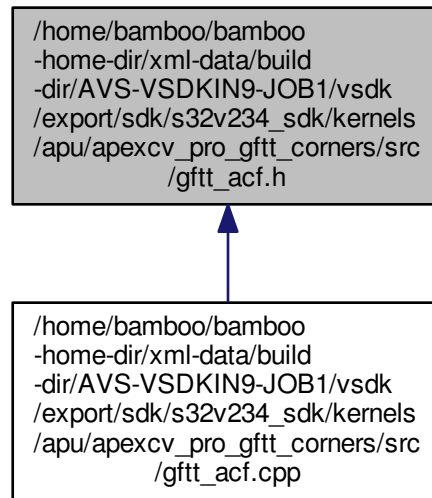 /home/bamboo/bamboo
-home-dir/xml-data/build
-dir/AVS-VSDKIN9-JOB1/vsdk
/export/sdk/s32v234_sdk/kernels
/apu/apexcv_pro_gftt_corners/src
/gftt_acf.h
/home/bamboo/bamboo
-home-dir/xml-data/build
-dir/AVS-VSDKIN9-JOB1/vsdk
/export/sdk/s32v234_sdk/kernels
/apu/apexcv_pro_gftt_corners/src
/gftt_acf.cpp